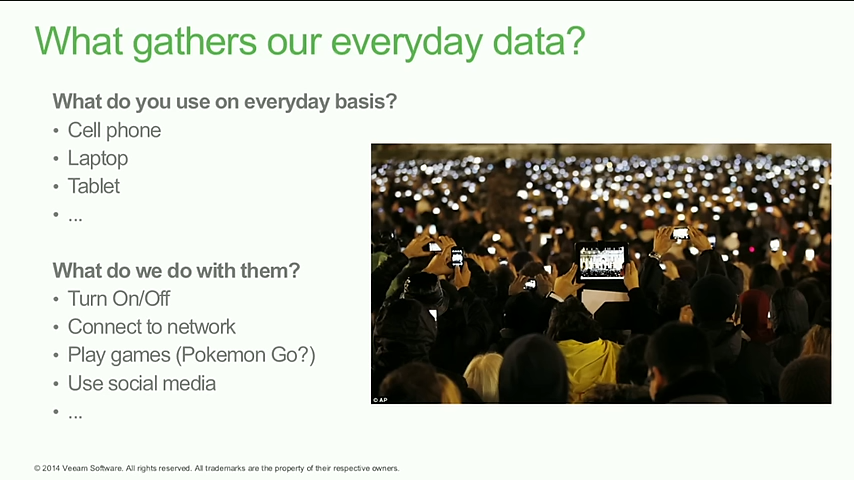 What gathers our everyday data?
What do you use on everyday basis?
• Cell phone
• Laptop
• Tablet
• ...
What do we do with them?
• Turn On/Off
• Connect to network
• Play games (Pokemon Go?)
• Use social media
• ...
© AP
© 2014 Veeam Software. All rights reserved. All trademarks are the property of their respective owners.